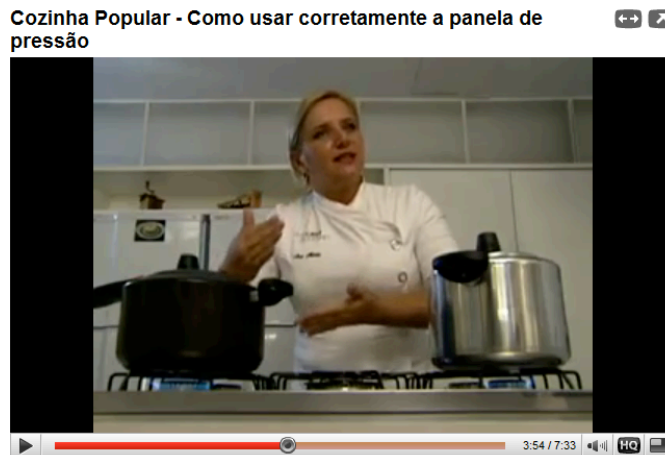 Cozinha Popular - Como usar corretamente a panela de
pressão
3:54 / 7:33
HQ